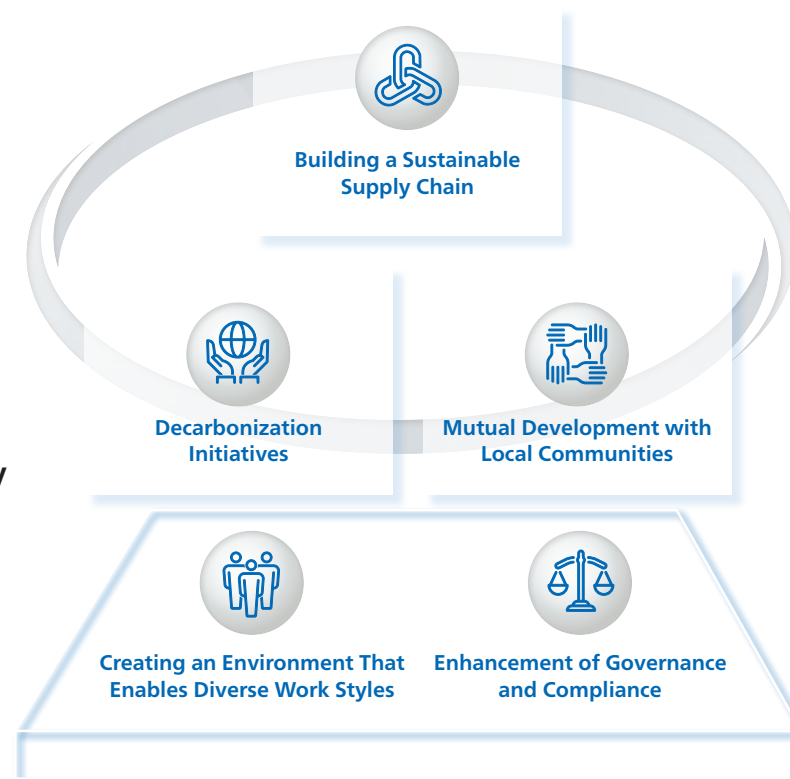 Building a Sustainable
Supply Chain
Decarbonization
Initiatives
Mutual Development with
Local Communities
Creating an Environment That
Enables Diverse Work Styles
Enhancement of Governance
and Compliance